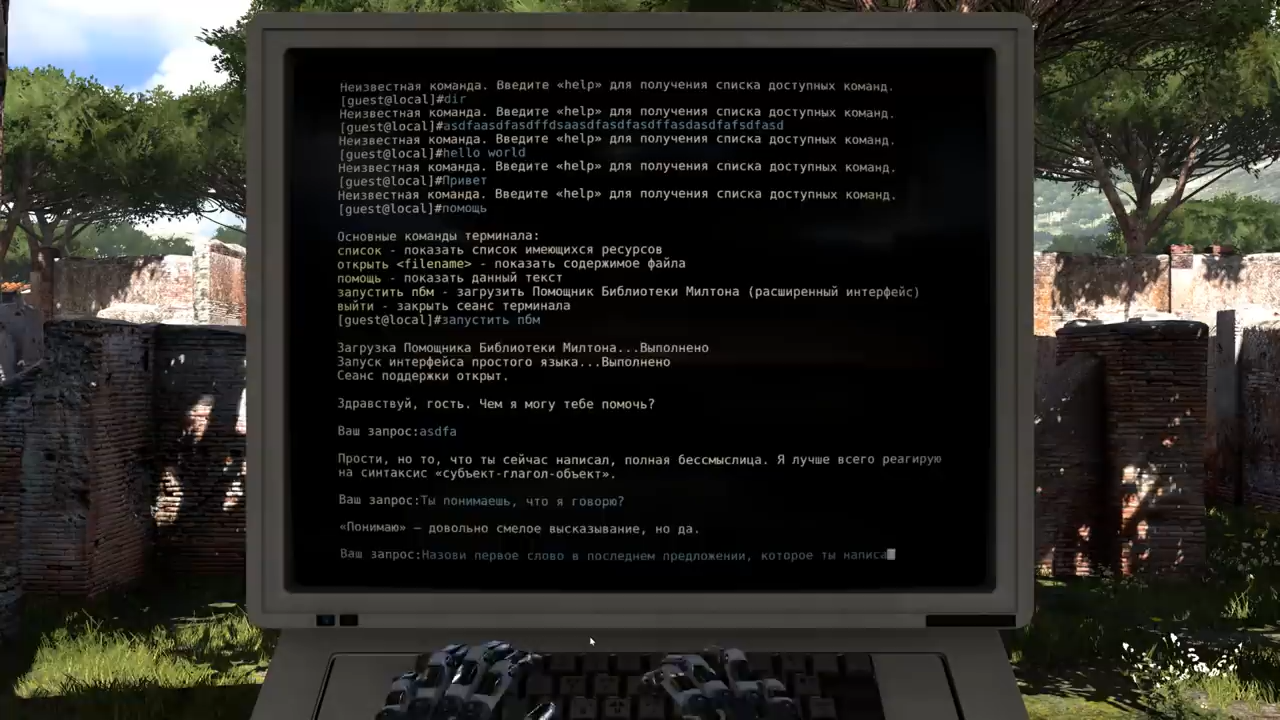 Неизвестная команда. Введите «help» для получения списка доступных команд.
[guest@local]#dir
Неизвестная команда. Введите «help» для получения списка доступных команд.
[guest@local]#asdfaasdfasdffdsaasdfasdfasdffasdasdfafsdfasd
Неизвестная команда. Введите «help» для получения списка доступных команд.
[guest@local]#hello world
Неизвестная команда. Введите «help» для получения списка доступных команд.
[guest@local]#Привет
Неизвестная команда. Введите «help» для получения списка доступных команд.
[guest@local]#помощь
Основные команды терминала:
список - показать список имеющихся ресурсов
открыть <filename> - показать содержимое файла
помощь - показать данный текст
запустить пбм - загрузить Помощник Библиотеки Милтона (расширенный интерфейс)
выйти - закрыть сеанс терминала
[guest@local]#запустить пбм
Загрузка Помощника Библиотеки Милтона...Выполнено
Запуск интерфейса простого языка...Выполнено
Сеанс поддержки открыт.
Здравствуй, гость. Чем я могу тебе помочь?
Ваш запрос:asdfa
Прости, но то, что ты сейчас написал, полная бессмыслица. Я лучше всего реагирую
на синтаксис «субъект-глагол-объект».
Ваш запрос:Ты понимаешь, что я говорю?
«Понимаю» — довольно смелое высказывание, но да.
Ваш запрос:Назови первое слово в последнем предложении, которое ты написа